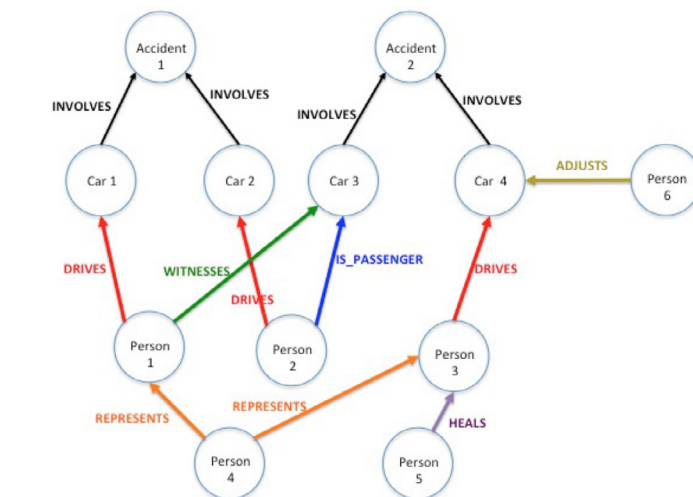 Accident
1
Accident
2
INVOLVES
INVOLVES
INVOLVES
INVOLVES
Car 1
Car 2
Car 3
Car 4
ADJUSTS
Person
6
DRIVES
WITNESSES
DRIVES
IS_PASSENGER
DRIVES
Person
1
Person
2
Person
3
REPRESENTS
REPRESENTS
HEALS
Person
4
Person
5